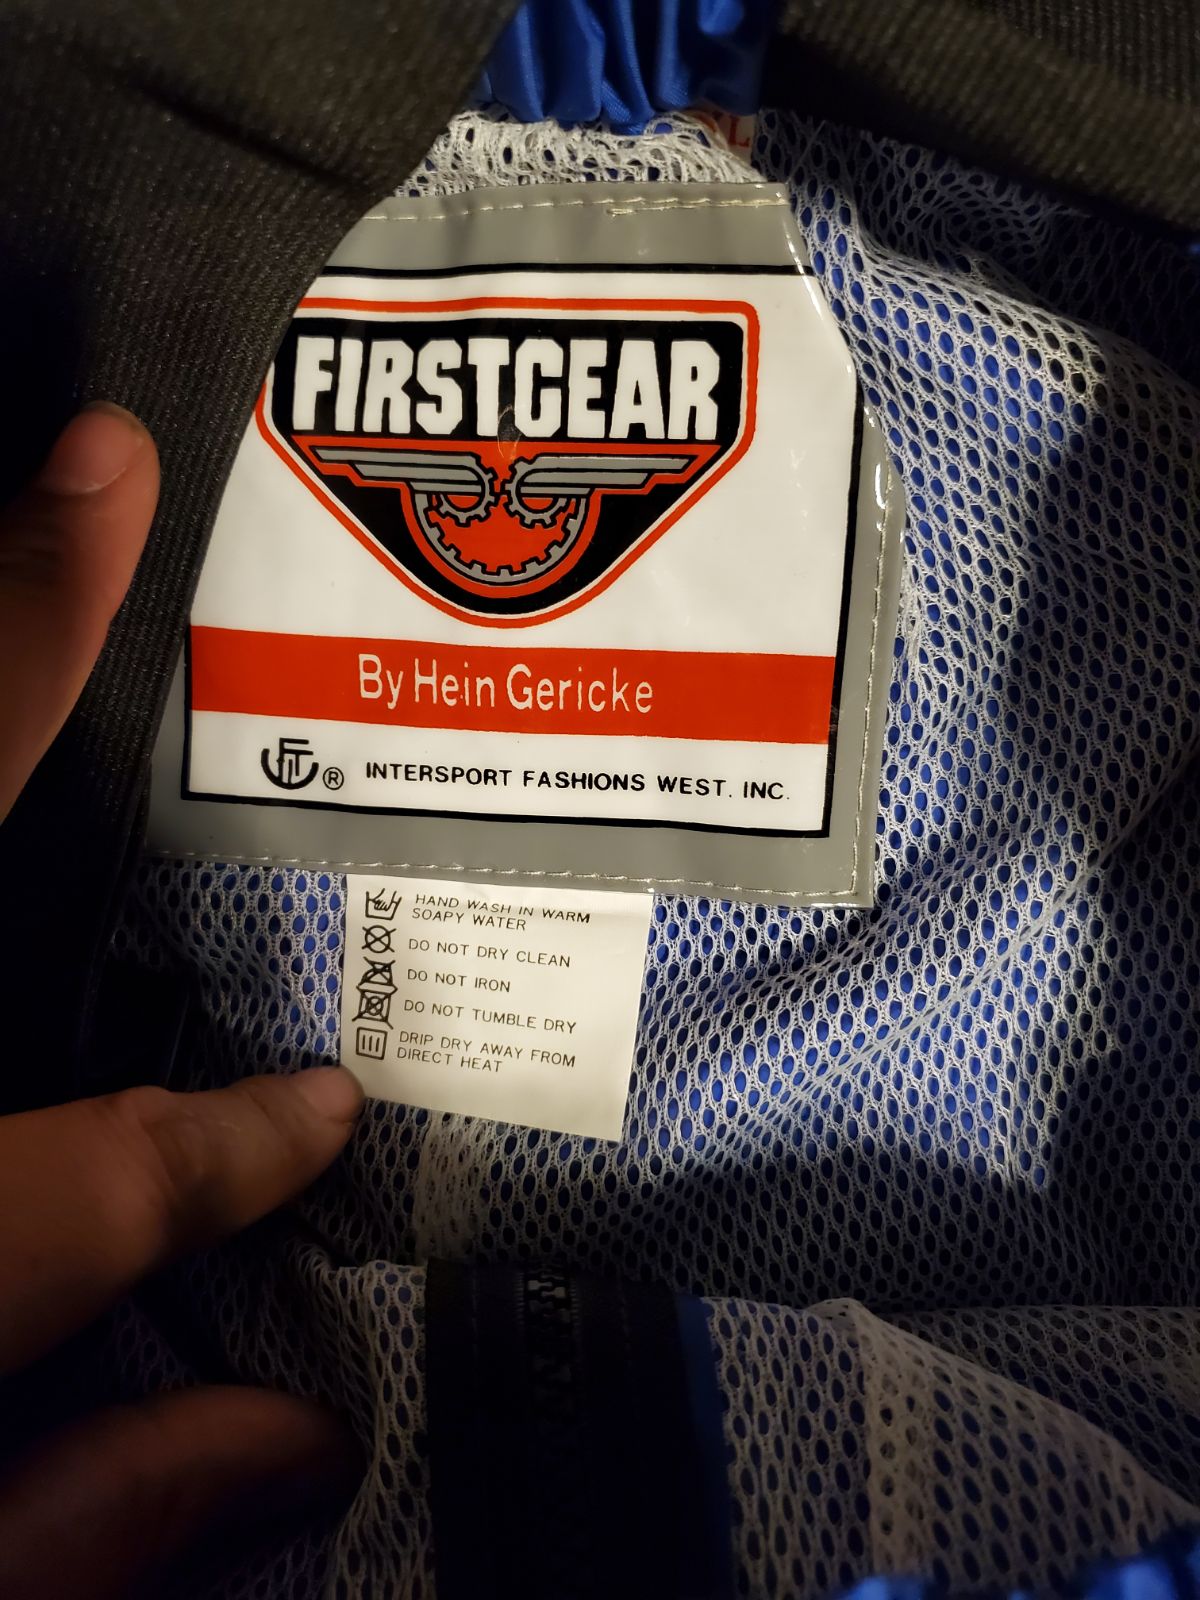 FIRSTGEAR
By Hein Gericke
® INTERSPORT FASHIONS WEST. INC.
HAND WASH IN WARM
SOAPY WATER
DO NOT DRY CLEAN
DO NOT IRON
DO NOT TUMBLE DRY
DRIP DRY AWAY FROM
DIRECT HEAT